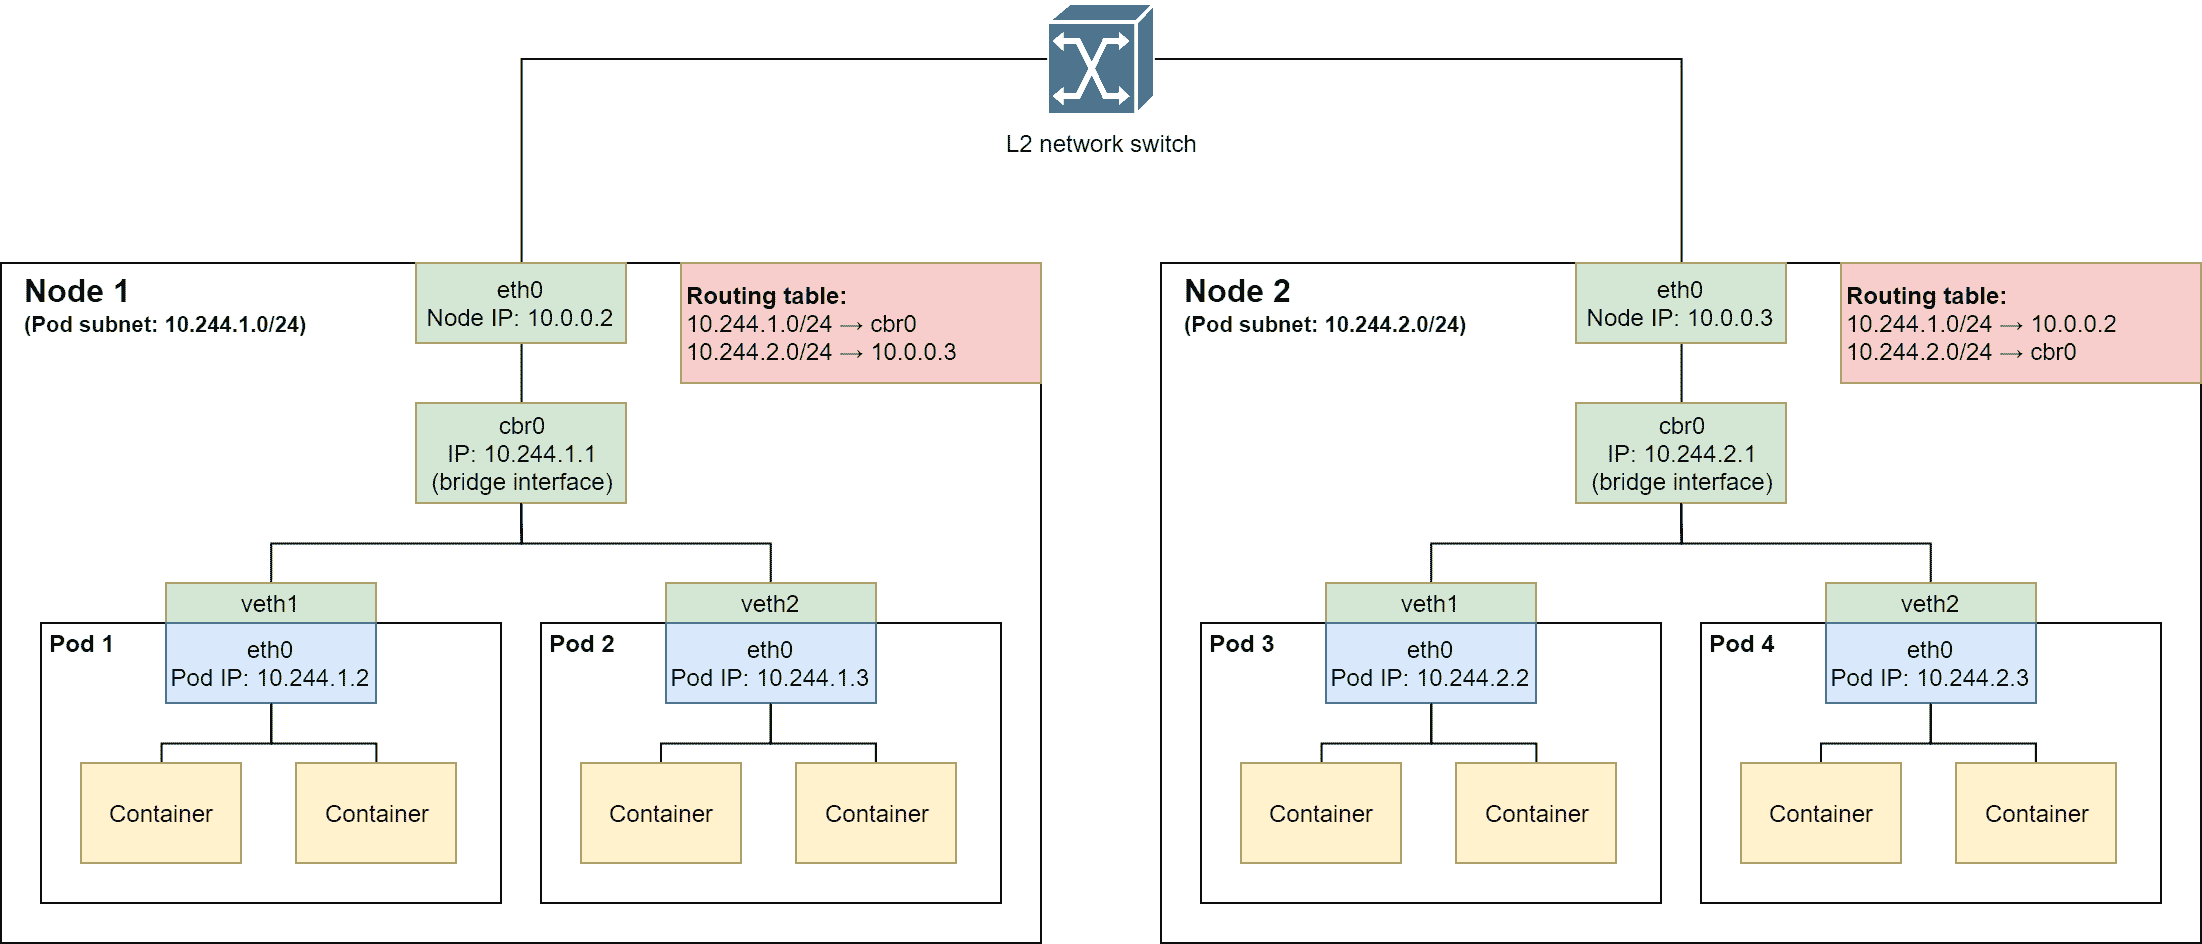 L2 network switch
Node 1
(Pod subnet: 10.244.1.0/24)
eth0
Node IP: 10.0.0.2
Routing table:
10.244.1.0/24 → cbr0
10.244.2.0/24 → 10.0.0.3
cbr0
IP: 10.244.1.1
(bridge interface)
veth1
veth2
Pod 1
eth0
Pod IP: 10.244.1.2
Container
Container
Pod 2
eth0
Pod IP: 10.244.1.3
Container
Container
Node 2
(Pod subnet: 10.244.2.0/24)
eth0
Node IP: 10.0.0.3
Routing table:
10.244.1.0/24 → 10.0.0.2
10.244.2.0/24 → cbr0
cbr0
IP: 10.244.2.1
(bridge interface)
veth1
veth2
Pod 3
eth0
Pod IP: 10.244.2.2
Container
Container
Pod 4
eth0
Pod IP: 10.244.2.3
Container
Container